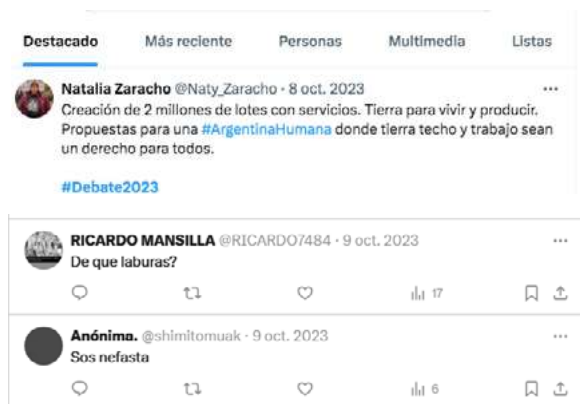 Destacado Más reciente Personas Multimedia Listas
Natalia Zaracho @Naty_Zaracho · 8 oct. 2023
Creación de 2 millones de lotes con servicios. Tierra para vivir y producir.
Propuestas para una #ArgentinaHumana donde tierra techo y trabajo sean
un derecho para todos.
#Debate2023
RICARDO MANSILLA @RICARDO7484 · 9 oct. 2023
De que laburas?
17
Anónima. @shimitomuak · 9 oct. 2023
Sos nefasta
6